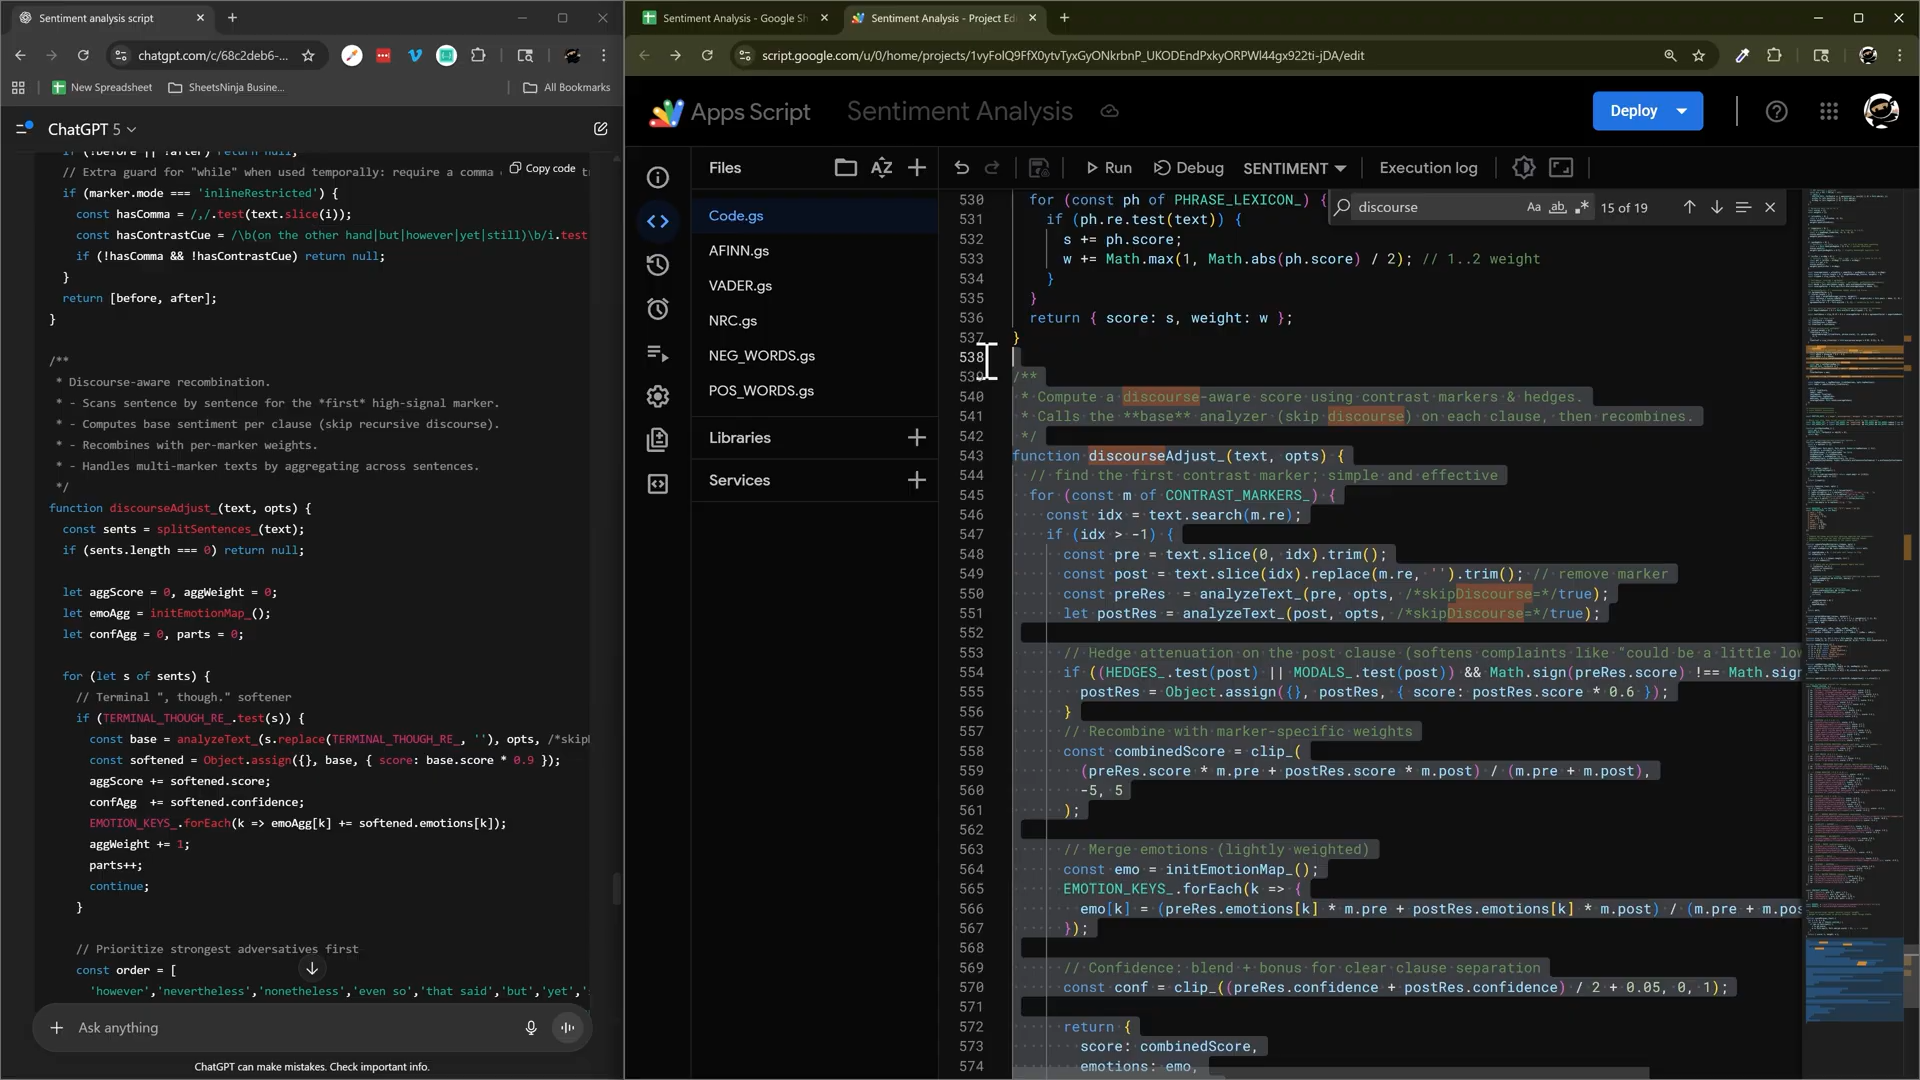 Sentiment analysis script
Sentiment Analysis - Google Sh
Sentiment Analysis - Project Edi
chatgpt.com/c/68c2deb6-...
script.google.com/u/0/home/projects/1vyFolQ9FfX0ytvTyxGyONkrbnP_UKODEndPxkyORPWl44gx922ti-jDA/edit
New Spreadsheet
SheetsNinja Busine...
All Bookmarks
ChatGPT 5
if (!before || !after) return null;
// Extra guard for "while" when used temporally: require a comma
Copy code
if (marker.mode === 'inlineRestricted') {
const hasComma = /,/.test(text.slice(i));
const hasContrastCue = /\b(on the other hand|but|however|yet|still)\b/i.test
if (!hasComma && !hasContrastCue) return null;
}
return [before, after];
}
/**
* Discourse-aware recombination.
* - Scans sentence by sentence for the *first* high-signal marker.
* - Computes base sentiment per clause (skip recursive discourse).
* - Recombines with per-marker weights.
* - Handles multi-marker texts by aggregating across sentences.
*/
function discourseAdjust_(text, opts) {
const sents = splitSentences_(text);
if (sents.length === 0) return null;
let aggScore = 0, aggWeight = 0;
let emoAgg = initEmotionMap_();
let confAgg = 0, parts = 0;
for (let s of sents) {
// Terminal ", though." softener
if (TERMINAL_THOUGH_RE_.test(s)) {
const base = analyzeText_(s.replace(TERMINAL_THOUGH_RE_, ''), opts, /*skip
const softened = Object.assign({}, base, { score: base.score * 0.9 });
aggScore += softened.score;
confAgg  += softened.confidence;
EMOTION_KEYS_.forEach(k => emoAgg[k] += softened.emotions[k]);
aggWeight += 1;
parts++;
continue;
}
// Prioritize strongest adversatives first
const order = [
'however','nevertheless','nonetheless','even so','that said','but','yet','
Ask anything
ChatGPT can make mistakes. Check important info.
Apps Script
Sentiment Analysis
Deploy
Files
Run
Debug
SENTIMENT
Execution log
Code.gs
AFINN.gs
VADER.gs
NRC.gs
NEG_WORDS.gs
POS_WORDS.gs
Libraries
Services
discourse
Aa
ab
15 of 19
530 for (const ph of PHRASE_LEXICON_) {
531 if (ph.re.test(text)) {
532 s += ph.score;
533 w += Math.max(1, Math.abs(ph.score) / 2); // 1..2 weight
534 }
535 }
536 return { score: s, weight: w };
537 }
538
539 /**
540 * Compute a discourse-aware score using contrast markers & hedges.
541 * Calls the **base** analyzer (skip discourse) on each clause, then recombines.
542 */
543 function discourseAdjust_(text, opts) {
544 // find the first contrast marker; simple and effective
545 for (const m of CONTRAST_MARKERS_) {
546 const idx = text.search(m.re);
547 if (idx > -1) {
548 const pre = text.slice(0, idx).trim();
549 const post = text.slice(idx).replace(m.re, '').trim(); // remove marker
550 const preRes = analyzeText_(pre, opts, /*skipDiscourse=*/true);
551 let postRes = analyzeText_(post, opts, /*skipDiscourse=*/true);
552
553 // Hedge attenuation on the post clause (softens complaints like "could be a little lo
554 if ((HEDGES_.test(post) || MODALS_.test(post)) && Math.sign(preRes.score) !== Math.sign
555 postRes = Object.assign({}, postRes, { score: postRes.score * 0.6 });
556 }
557 // Recombine with marker-specific weights
558 const combinedScore = clip_(
559 (preRes.score * m.pre + postRes.score * m.post) / (m.pre + m.post),
560 -5, 5
561 );
562
563 // Merge emotions (lightly weighted)
564 const emo = initEmotionMap_();
565 EMOTION_KEYS_.forEach(k => {
566 emo[k] = (preRes.emotions[k] * m.pre + postRes.emotions[k] * m.post) / (m.pre + m.pos
567 });
568
569 // Confidence: blend + bonus for clear clause separation
570 const conf = clip_((preRes.confidence + postRes.confidence) / 2 + 0.05, 0, 1);
571
572 return {
573 score: combinedScore,
574 emotions: emo,